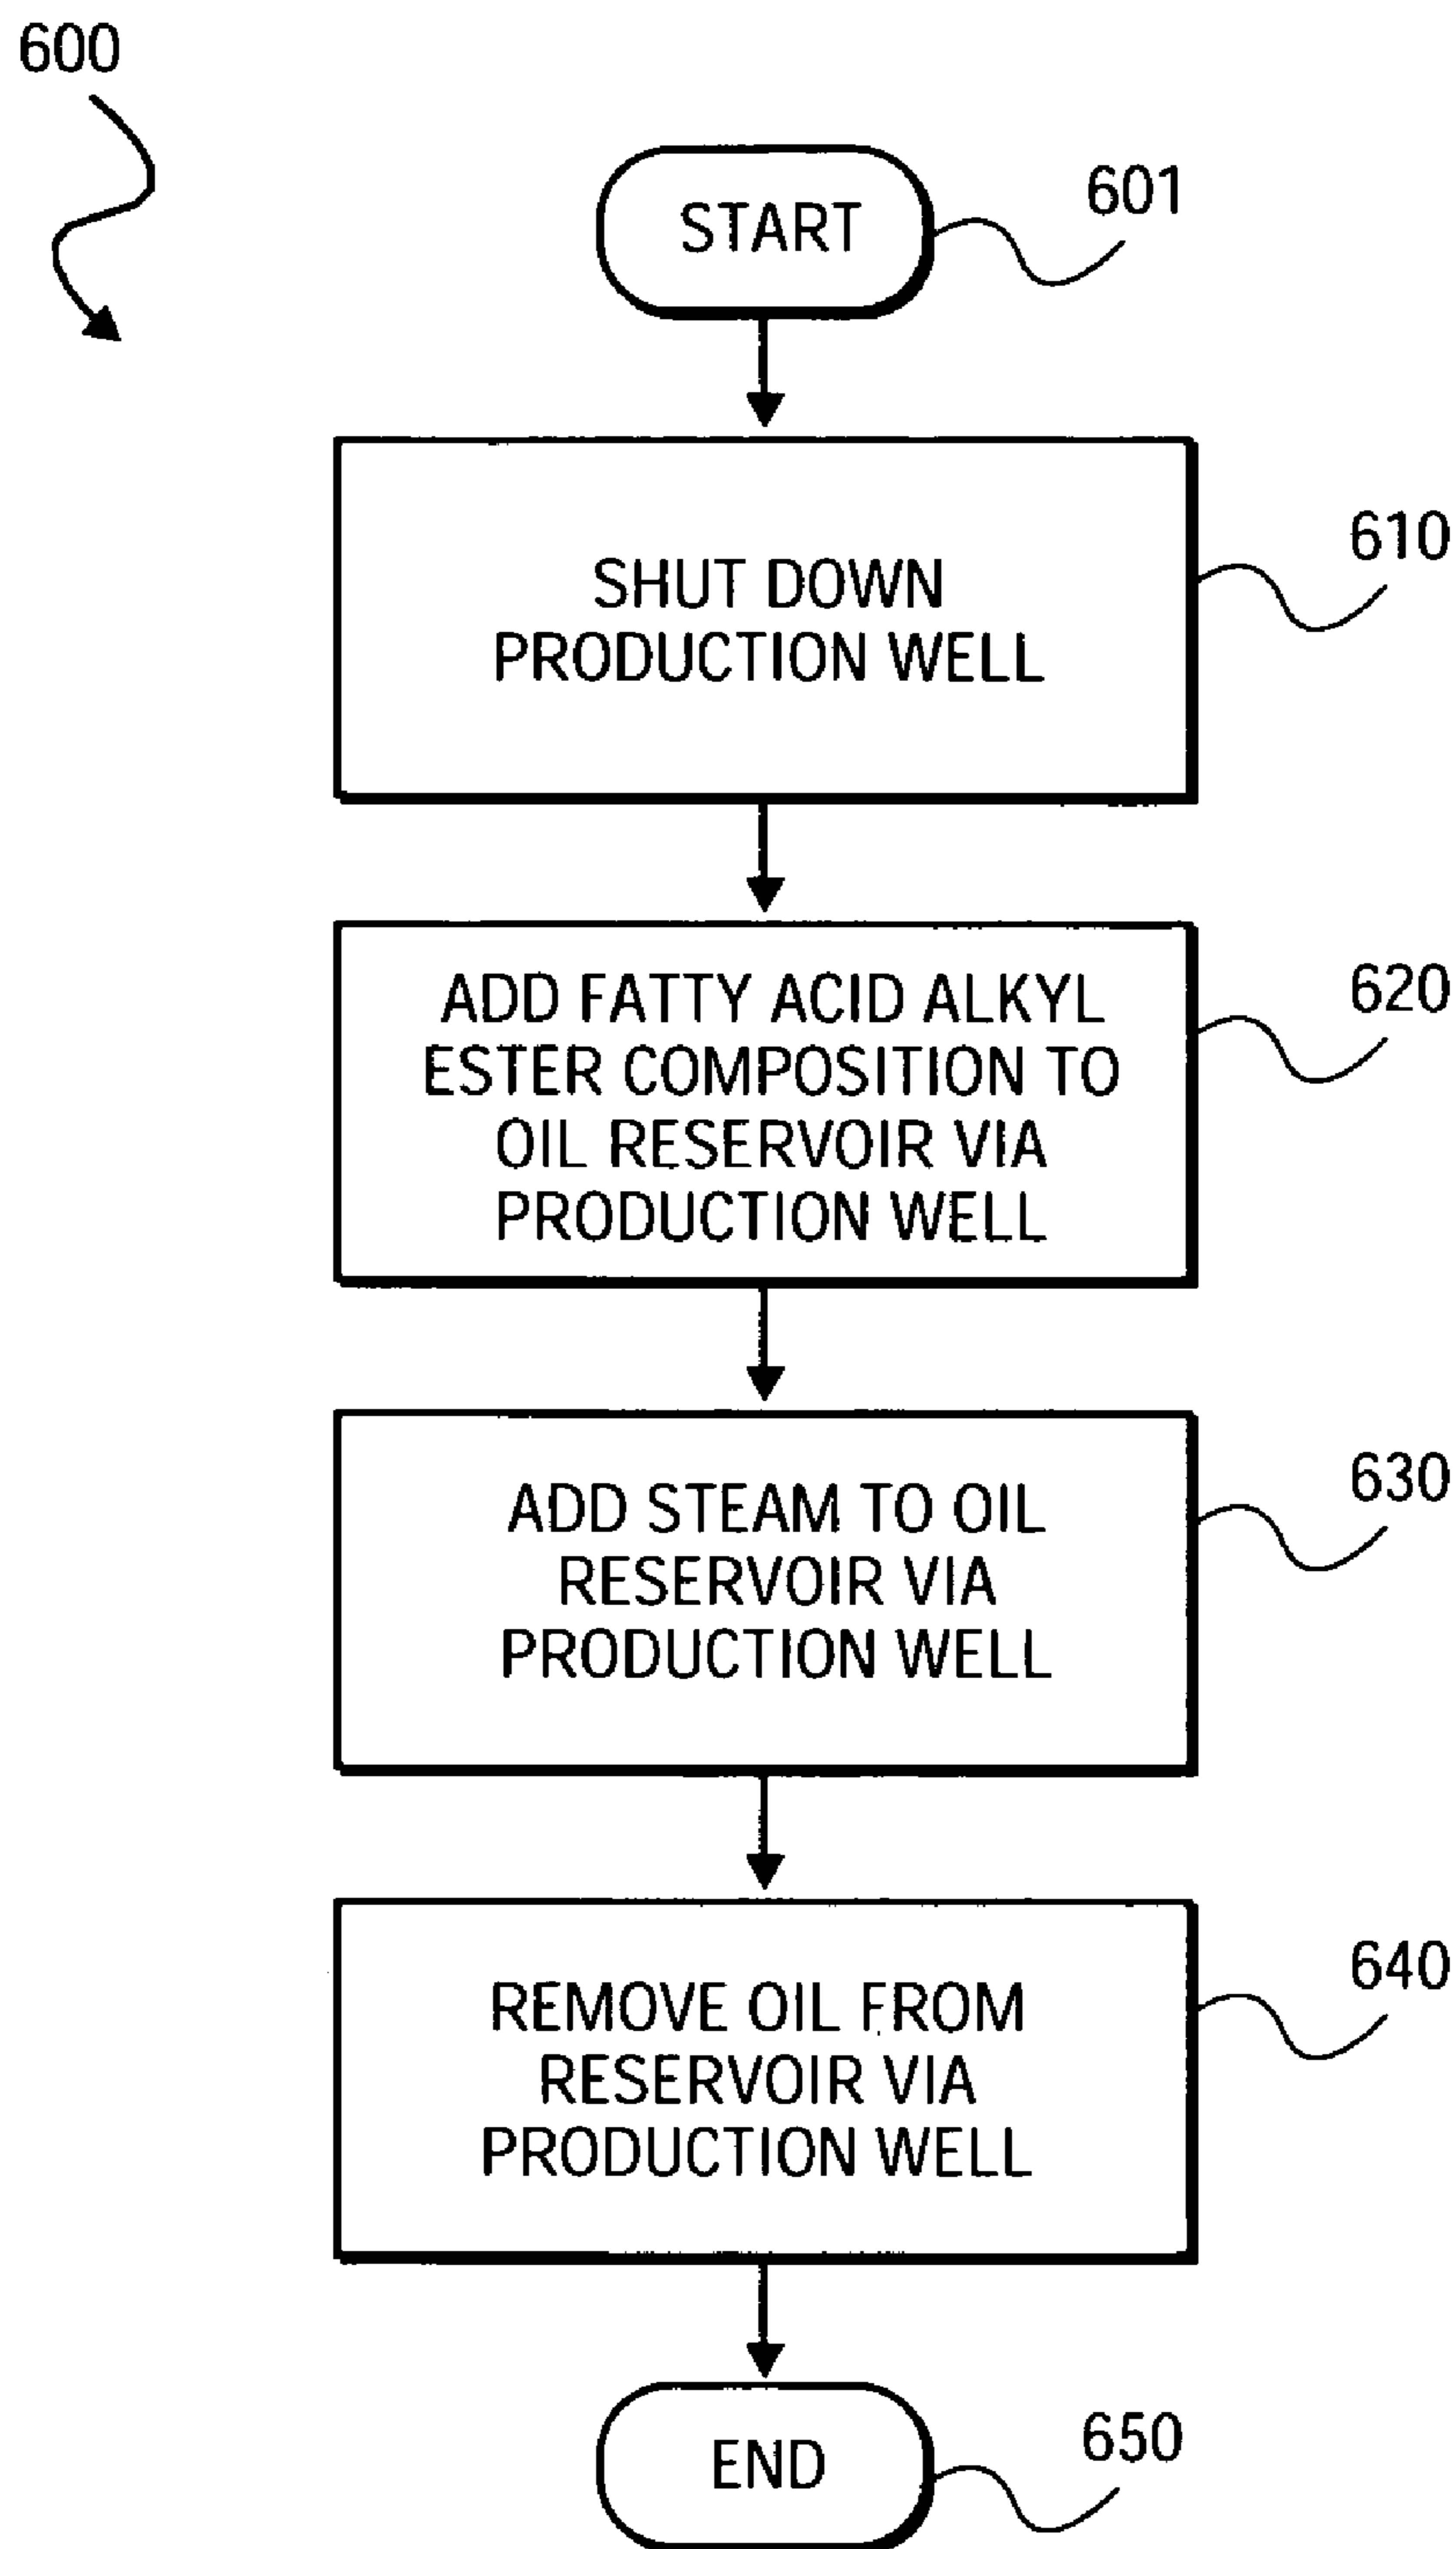 600
START
601
SHUT DOWN
PRODUCTION WELL
610
ADD FATTY ACID ALKYL
ESTER COMPOSITION TO
OIL RESERVOIR VIA
PRODUCTION WELL
620
ADD STEAM TO OIL
RESERVOIR VIA
PRODUCTION WELL
630
REMOVE OIL FROM
RESERVOIR VIA
PRODUCTION WELL
640
END
650